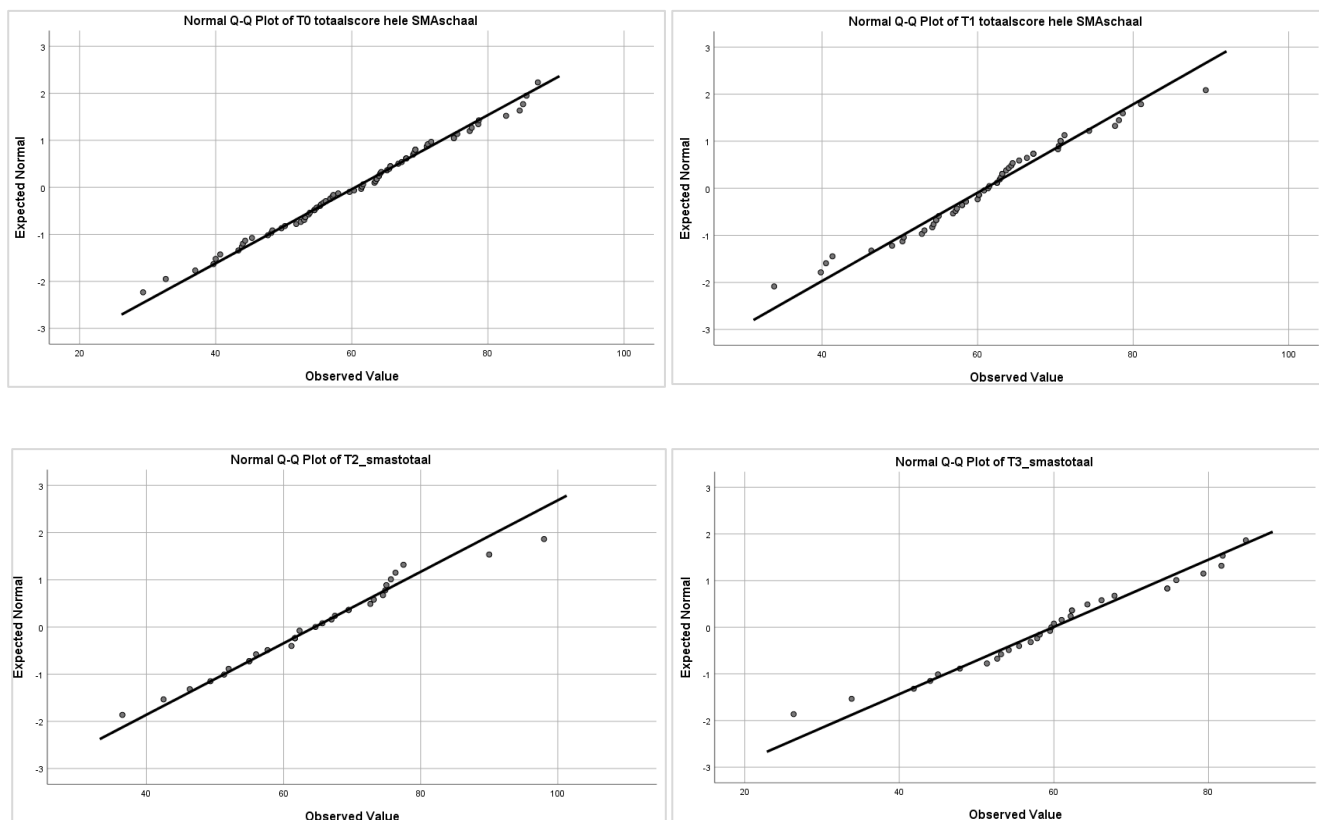 Normal Q-Q Plot of T0 totaalscore hele SMAschaal
3
2
1
0
-1
-2
-3
Expected Normal
20 40 60 80 100
Observed Value
Normal Q-Q Plot of T1 totaalscore hele SMAschaal
3
2
1
0
-1
-2
-3
Expected Normal
40 60 80 100
Observed Value
Normal Q-Q Plot of T2_smastotaal
3
2
1
0
-1
-2
-3
Expected Normal
40 60 80 100
Observed Value
Normal Q-Q Plot of T3_smastotaal
3
2
1
0
-1
-2
-3
Expected Normal
20 40 60 80
Observed Value